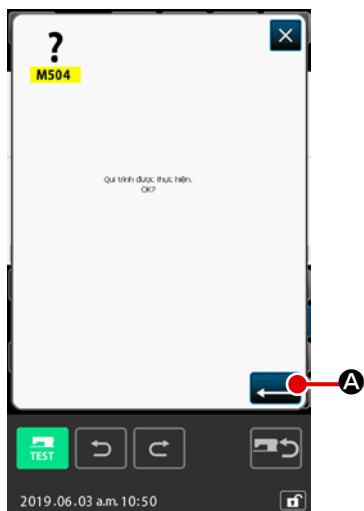 ?
M504
Qui trình được thực hiện.
OK?
A
TEST
2019.06.03 a.m. 10:50